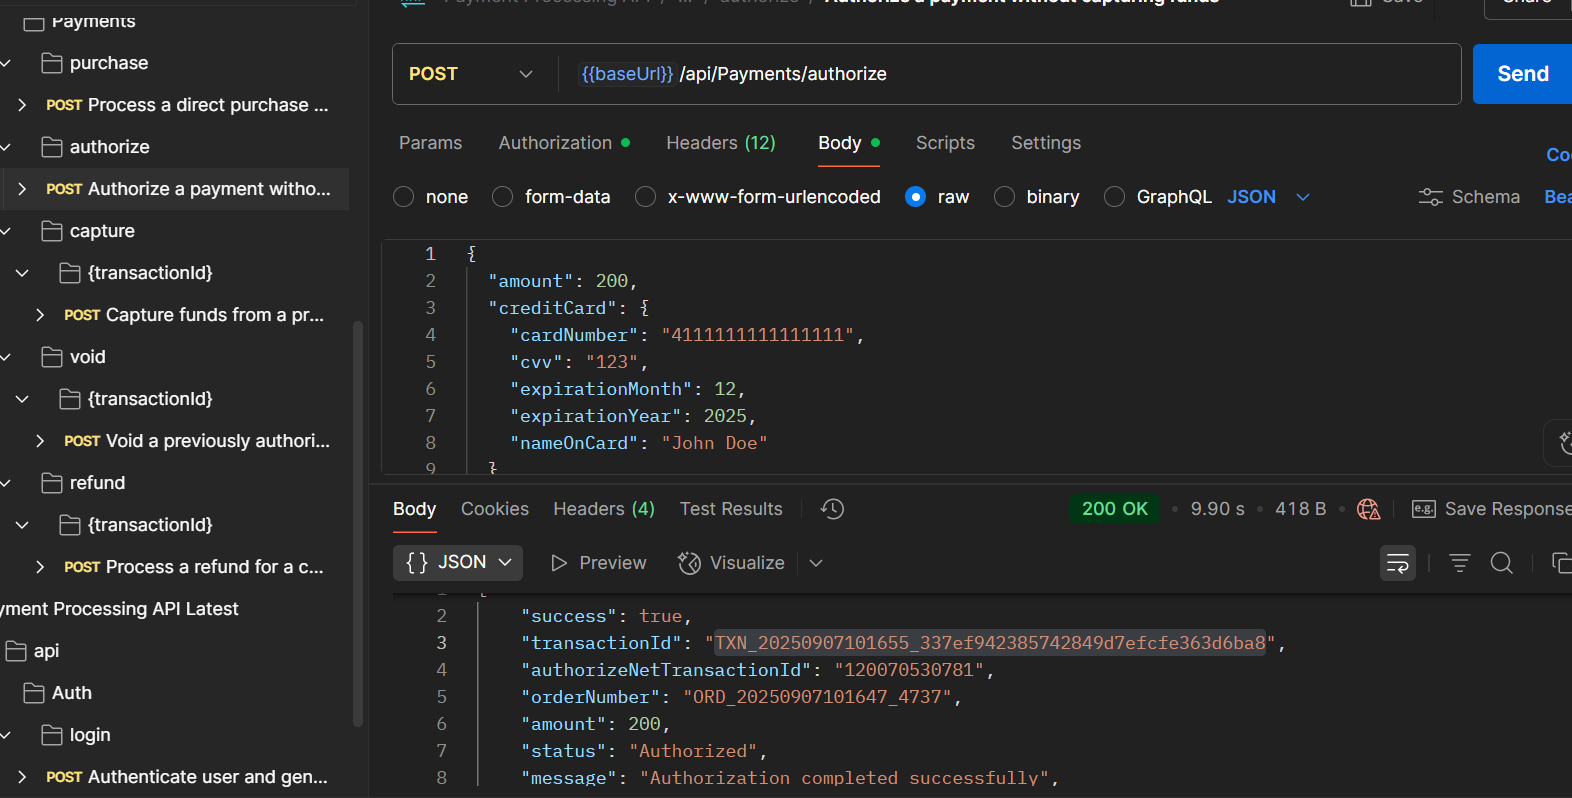 Payments
purchase
POST Process a direct purchase ...
authorize
POST Authorize a payment witho...
capture
{transactionId}
POST Capture funds from a pr...
void
{transactionId}
POST Void a previously authori...
refund
{transactionId}
POST Process a refund for a c...
yment Processing API Latest
api
Auth
login
POST Authenticate user and gen...
Payment Processing API / ... / authorize / Authorize a payment without capturing funds
Save
Share
POST {{baseUrl}} /api/Payments/authorize
Send
Params Authorization Headers (12) Body Scripts Settings
Coo
none form-data x-www-form-urlencoded raw binary GraphQL JSON Schema Bea
1 {
2 "amount": 200,
3 "creditCard": {
4 "cardNumber": "4111111111111111",
5 "cvv": "123",
6 "expirationMonth": 12,
7 "expirationYear": 2025,
8 "nameOnCard": "John Doe"
9 }
Body Cookies Headers (4) Test Results 200 OK • 9.90 s • 418 B • e.g. Save Response
{} JSON Preview Visualize
1 {
2 "success": true,
3 "transactionId": "TXN_20250907101655_337ef942385742849d7efcfe363d6ba8",
4 "authorizeNetTransactionId": "120070530781",
5 "orderNumber": "ORD_20250907101647_4737",
6 "amount": 200,
7 "status": "Authorized",
8 "message": "Authorization completed successfully",